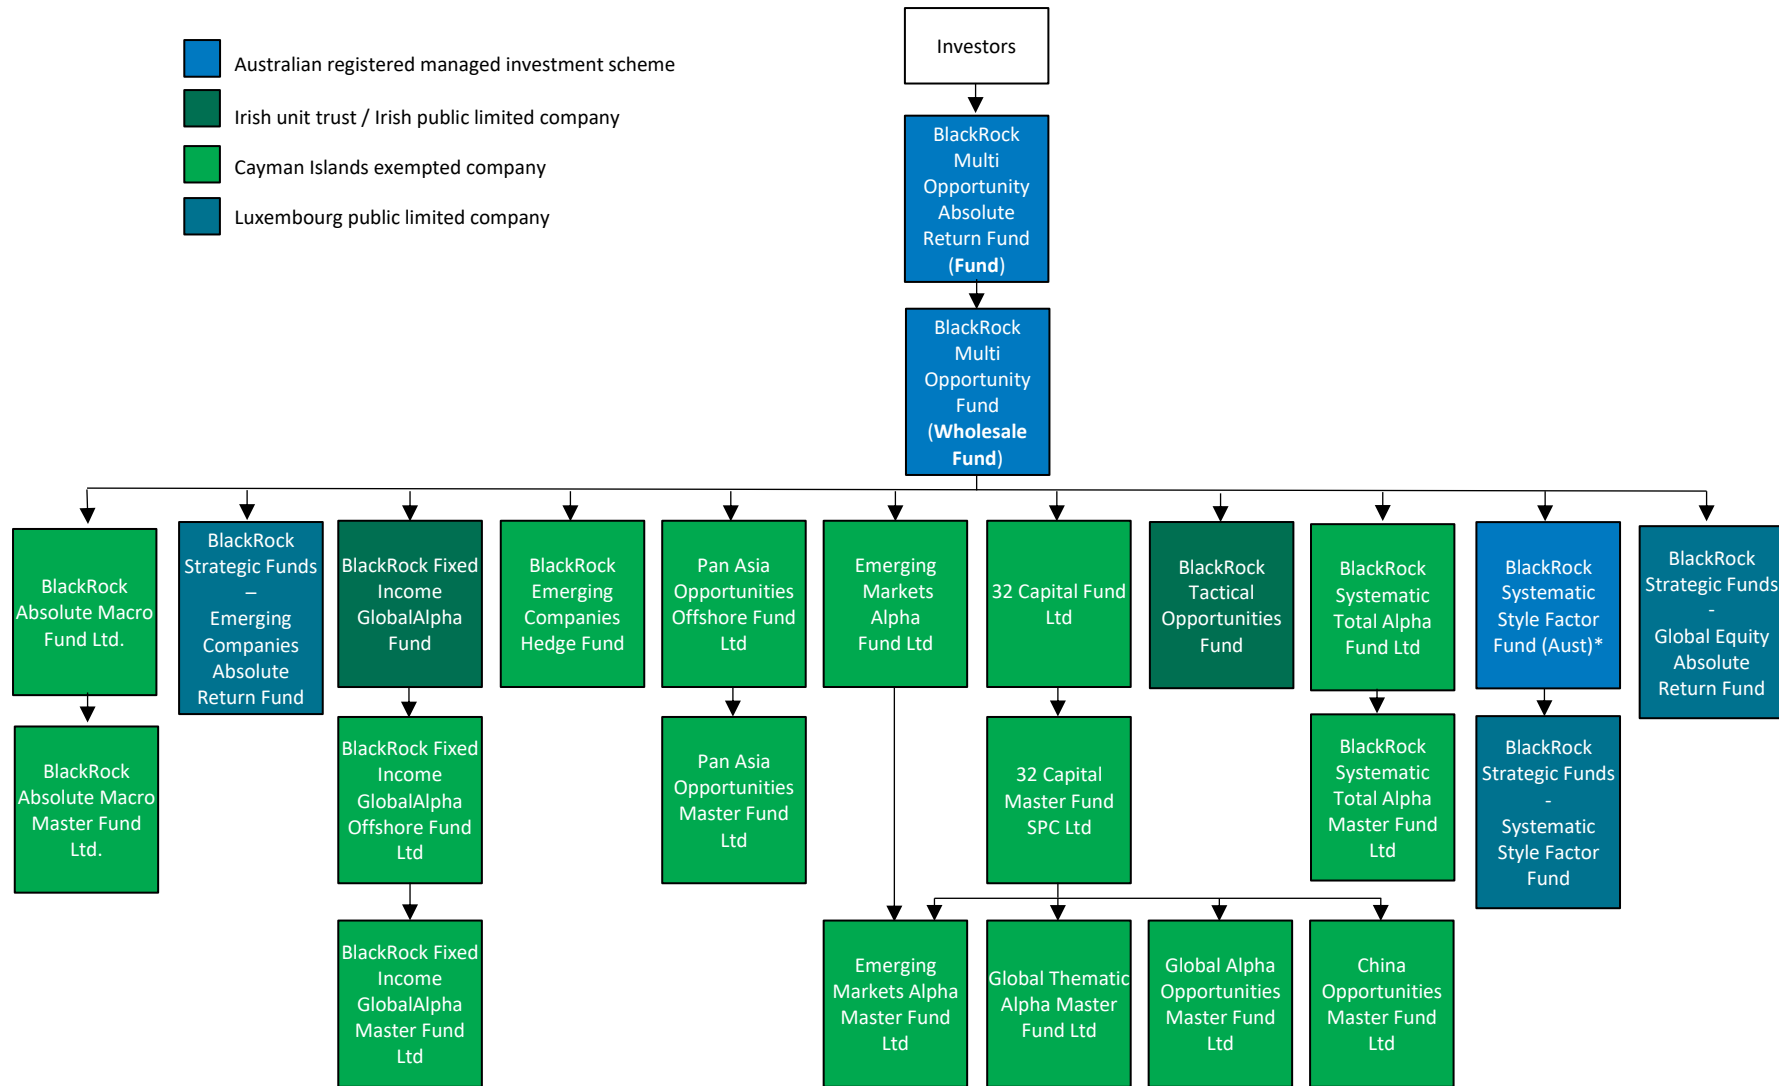 Investors
Australian registered managed investment scheme
Irish unit trust / Irish public limited company
Cayman Islands exempted company
Luxembourg public limited company
BlackRock
Multi
Opportunity
Absolute
Return Fund
(Fund)
BlackRock
Multi
Opportunity
Fund
(Wholesale
Fund)
BlackRock
Absolute Macro
Fund Ltd.
BlackRock
Strategic Funds
–
Emerging
Companies
Absolute
Return Fund
BlackRock Fixed
Income
GlobalAlpha
Fund
BlackRock
Emerging
Companies
Hedge Fund
Pan Asia
Opportunities
Offshore Fund
Ltd
Emerging
Markets
Alpha
Fund Ltd
32 Capital Fund
Ltd
BlackRock
Tactical
Opportunities
Fund
BlackRock
Systematic
Total Alpha
Fund Ltd
BlackRock
Systematic
Style Factor
Fund (Aust)*
BlackRock
Strategic Funds
-
Global Equity
Absolute
Return Fund
BlackRock
Absolute Macro
Master Fund
Ltd.
BlackRock Fixed
Income
GlobalAlpha
Offshore Fund
Ltd
Pan Asia
Opportunities
Master Fund
Ltd
32 Capital
Master Fund
SPC Ltd
BlackRock
Systematic
Total Alpha
Master Fund
Ltd
BlackRock
Strategic Funds
-
Systematic
Style Factor
Fund
BlackRock Fixed
Income
GlobalAlpha
Master Fund
Ltd
Emerging
Markets Alpha
Master Fund
Ltd
Global Thematic
Alpha Master
Fund Ltd
Global Alpha
Opportunities
Master Fund
Ltd
China
Opportunities
Master Fund
Ltd